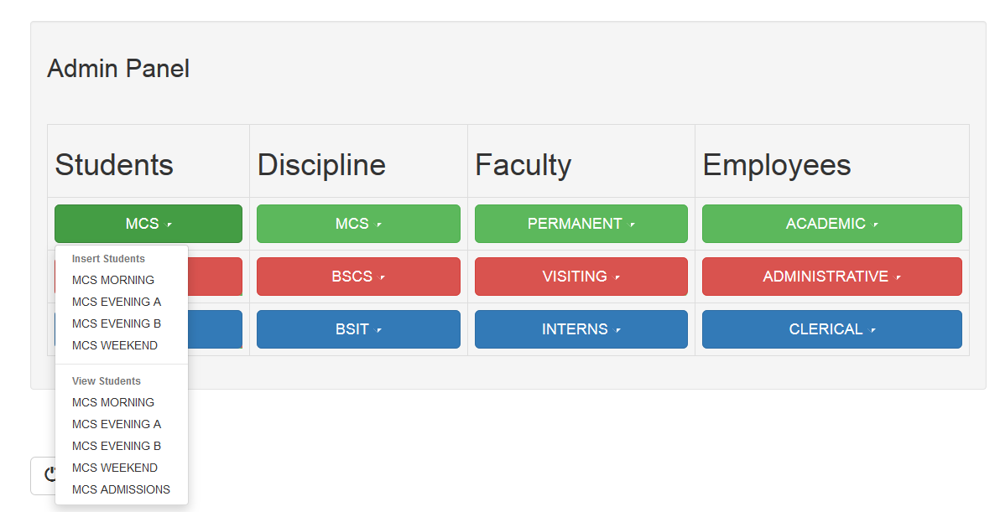 Admin Panel
Students Discipline Faculty Employees
MCS MCS PERMANENT ACADEMIC
BSCS VISITING ADMINISTRATIVE
BSIT INTERNS CLERICAL
Insert Students
MCS MORNING
MCS EVENING A
MCS EVENING B
MCS WEEKEND
View Students
MCS MORNING
MCS EVENING A
MCS EVENING B
MCS WEEKEND
MCS ADMISSIONS